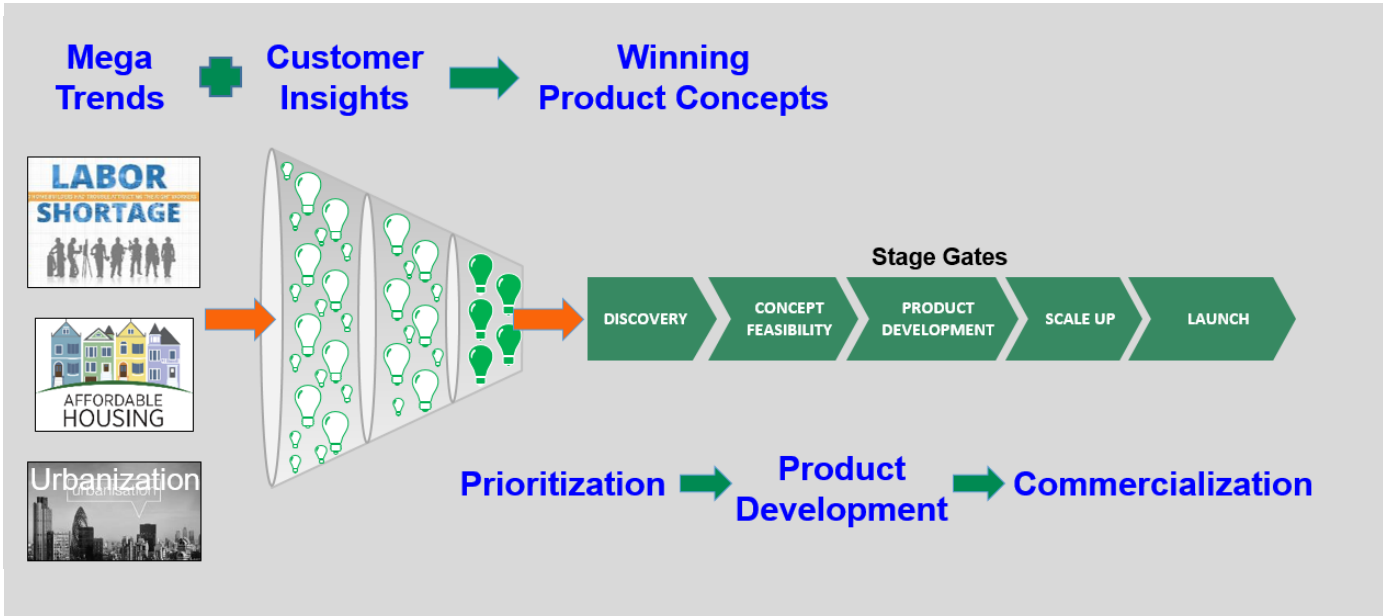 Mega
Trends
Customer
Insights
Winning
Product Concepts
LABOR
SHORTAGE
AFFORDABLE
HOUSING
Urbanization
urbanisation
Stage Gates
DISCOVERY
CONCEPT
FEASIBILITY
PRODUCT
DEVELOPMENT
SCALE UP
LAUNCH
Prioritization
Product
Development
Commercialization